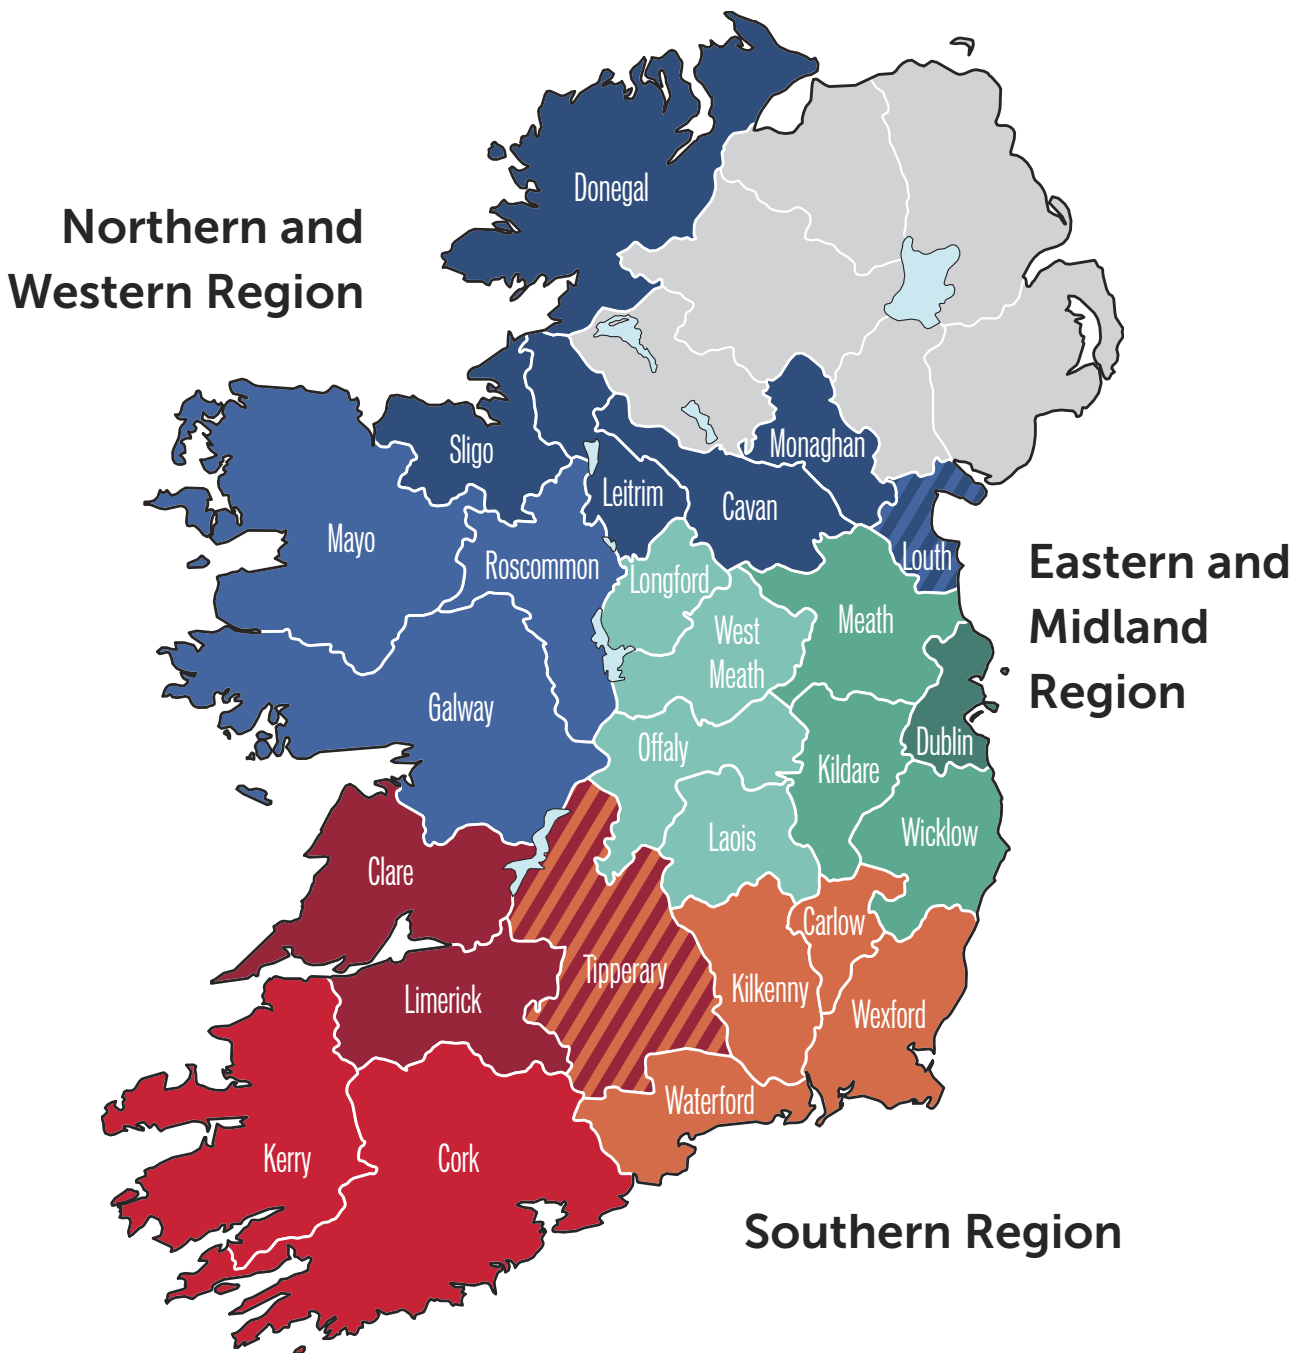 Donegal
Northern and
Western Region
Sligo
Monaghan
Leitrim
Cavan
Mayo
Roscommon
Longford
Louth
Eastern and
Midland
Region
West
Meath
Meath
Galway
Offaly
Kildare
Dublin
Laois
Wicklow
Clare
Carlow
Tipperary
Kilkenny
Limerick
Wexford
Waterford
Kerry
Cork
Southern Region